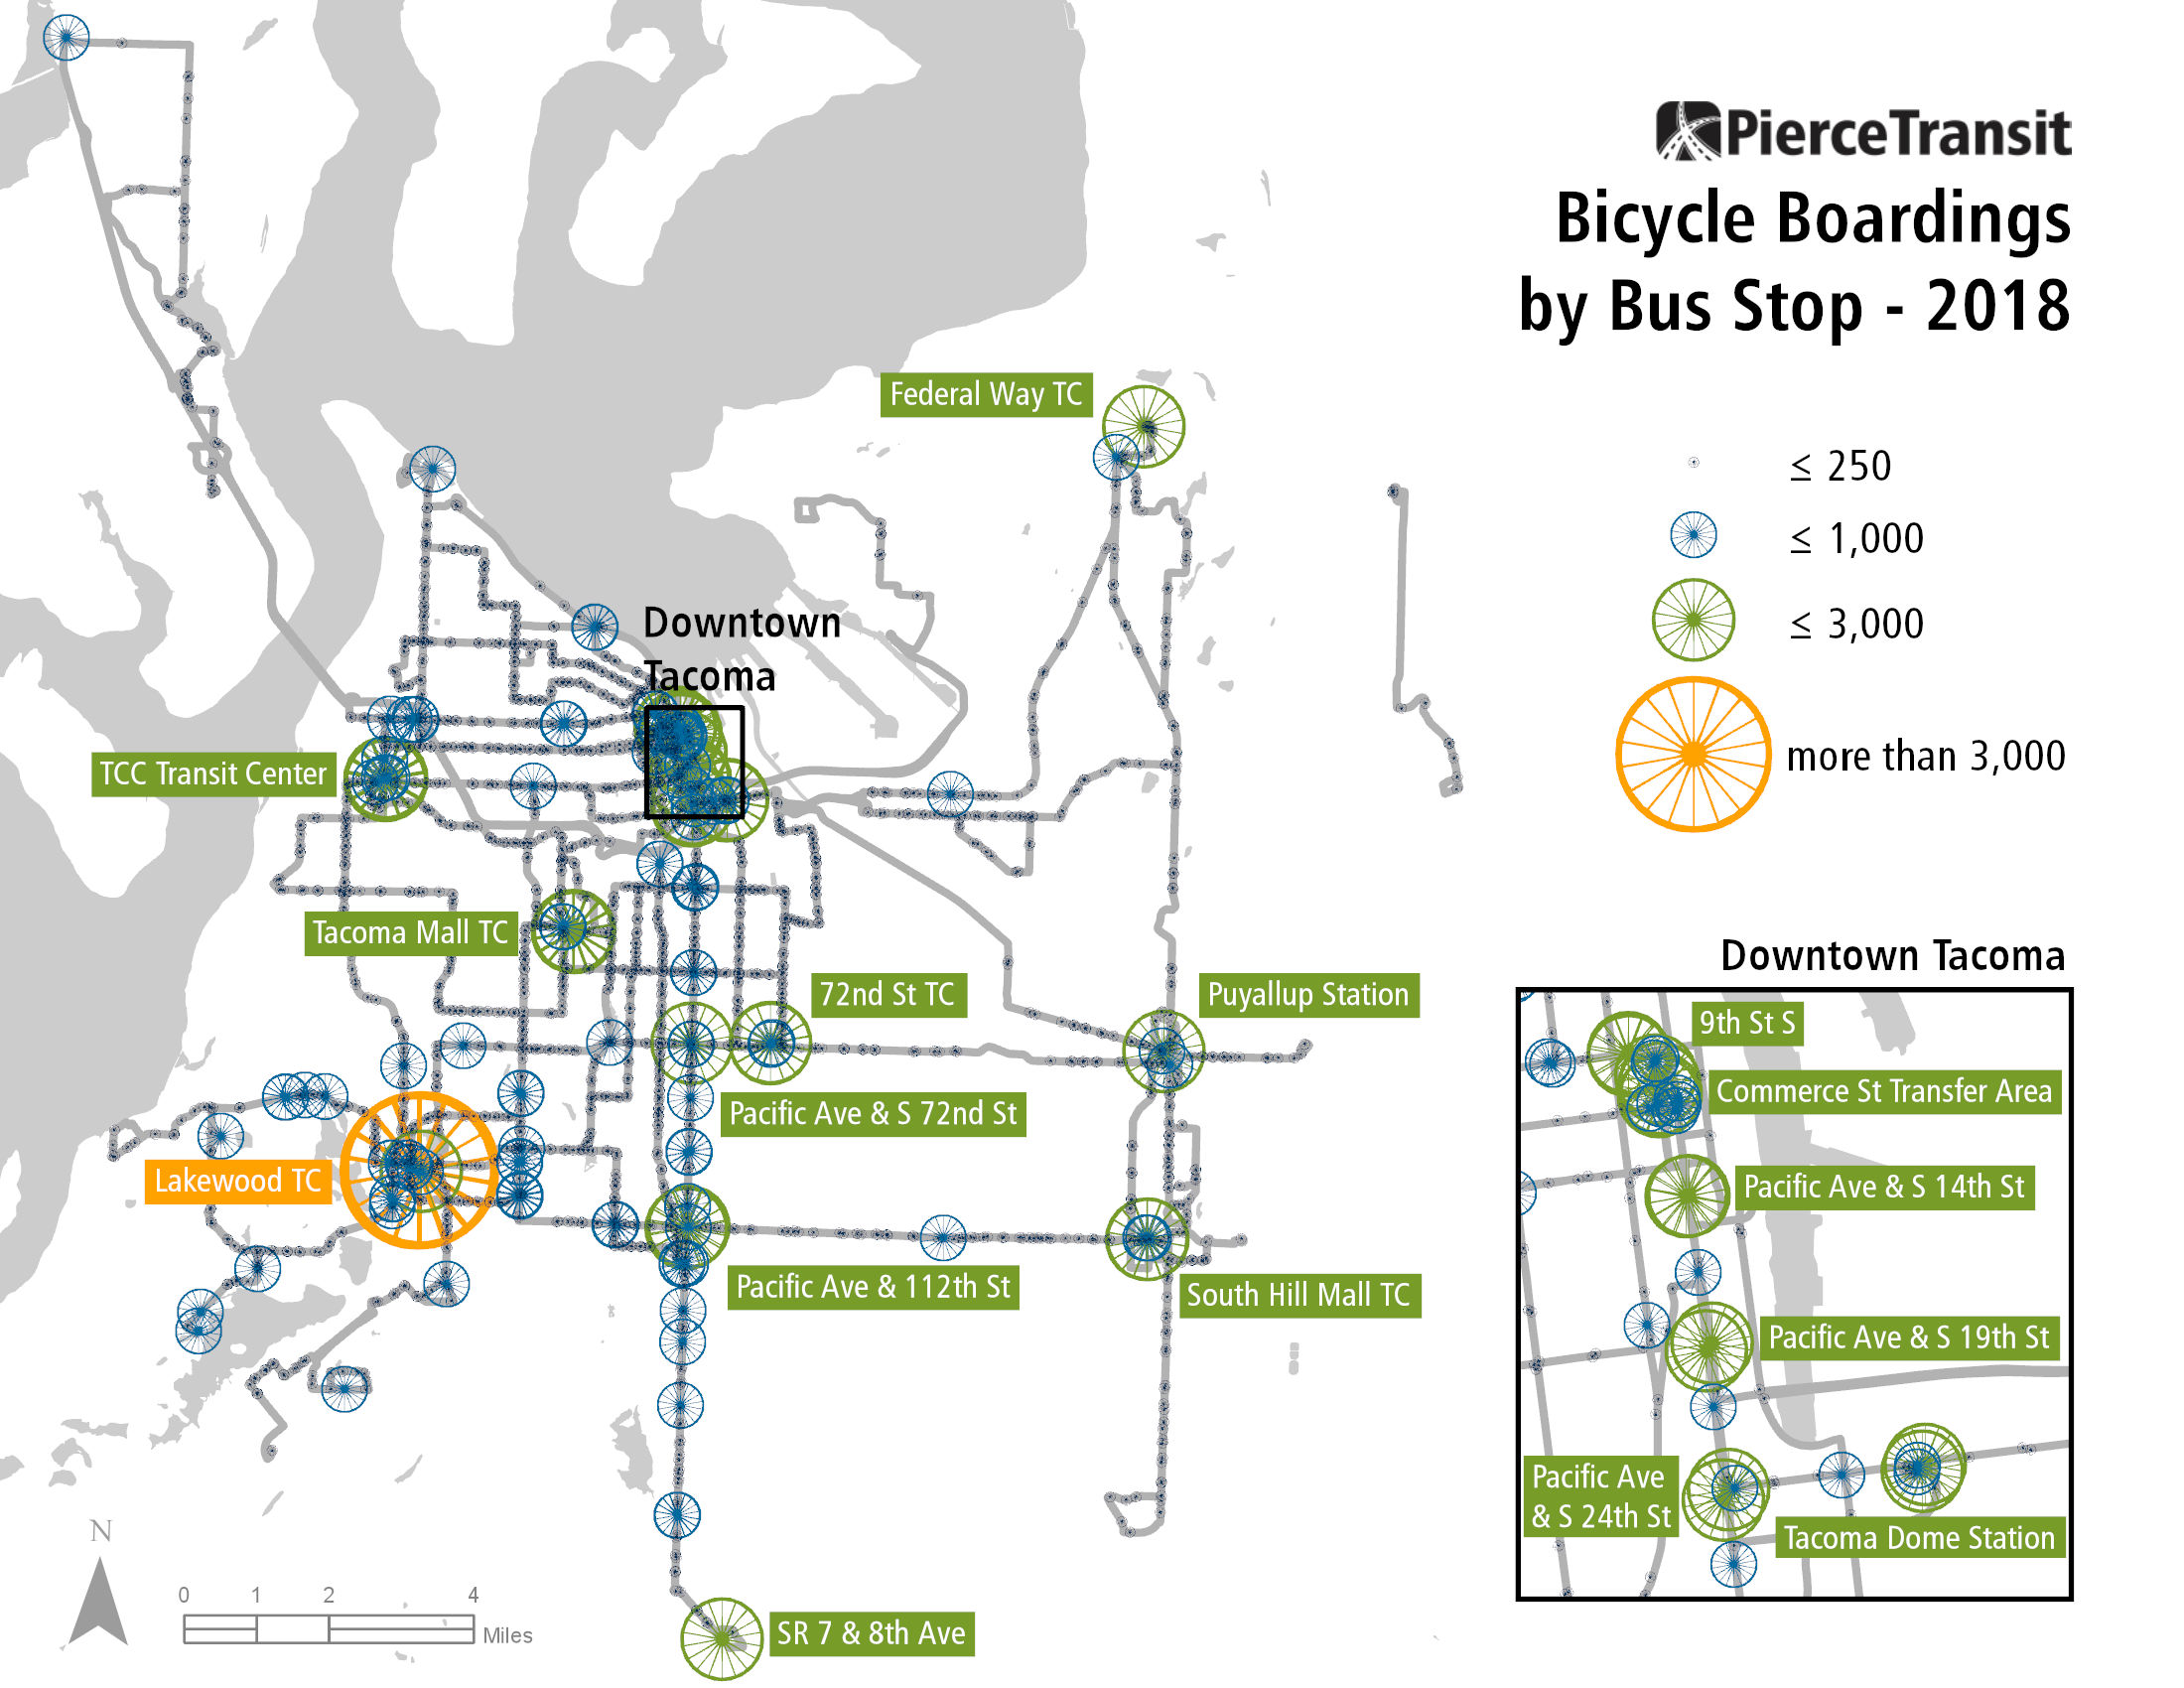 PierceTransit
Bicycle Boardings
by Bus Stop - 2018
≤ 250
≤ 1,000
≤ 3,000
more than 3,000
Federal Way TC
Downtown
Tacoma
TCC Transit Center
Tacoma Mall TC
72nd St TC
Puyallup Station
Pacific Ave & S 72nd St
Lakewood TC
Pacific Ave & 112th St
South Hill Mall TC
SR 7 & 8th Ave
Downtown Tacoma
9th St S
Commerce St Transfer Area
Pacific Ave & S 14th St
Pacific Ave & S 19th St
Pacific Ave
& S 24th St
Tacoma Dome Station
N
0 1 2 4
Miles